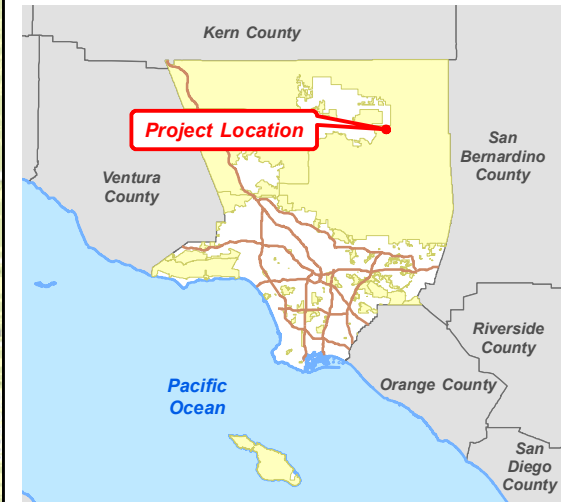 Kern County
Project Location
San
Bernardino
County
Ventura
County
Riverside
County
Pacific
Ocean
Orange County
San
Diego
County